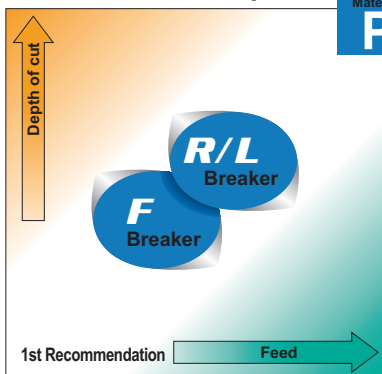 P
Depth of cut
R/L
Breaker
F
Breaker
1st Recommendation
Feed